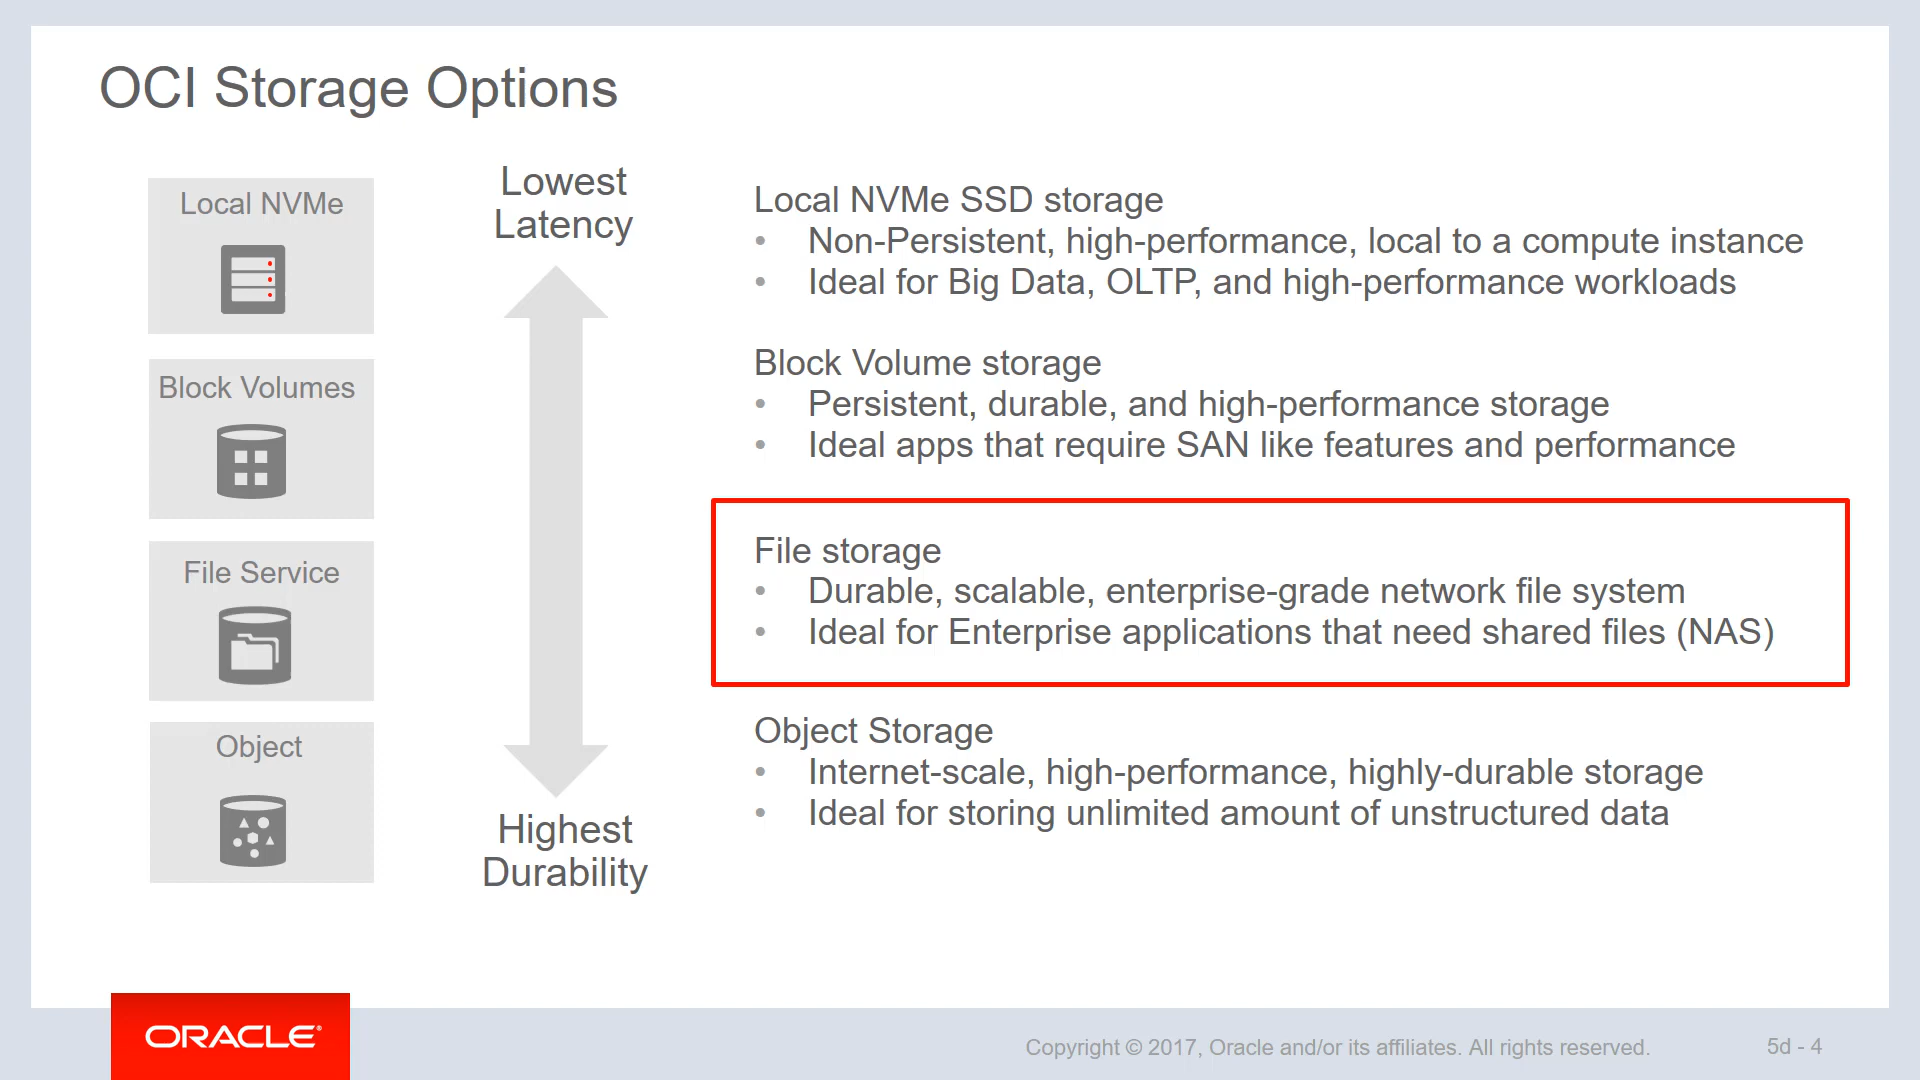 OCI Storage Options
Local NVMe
Block Volumes
File Service
Object
Lowest
Latency
Highest
Durability
Local NVMe SSD storage
• Non-Persistent, high-performance, local to a compute instance
• Ideal for Big Data, OLTP, and high-performance workloads
Block Volume storage
• Persistent, durable, and high-performance storage
• Ideal apps that require SAN like features and performance
File storage
• Durable, scalable, enterprise-grade network file system
• Ideal for Enterprise applications that need shared files (NAS)
Object Storage
• Internet-scale, high-performance, highly-durable storage
• Ideal for storing unlimited amount of unstructured data
ORACLE®
Copyright © 2017, Oracle and/or its affiliates. All rights reserved.
5d - 4